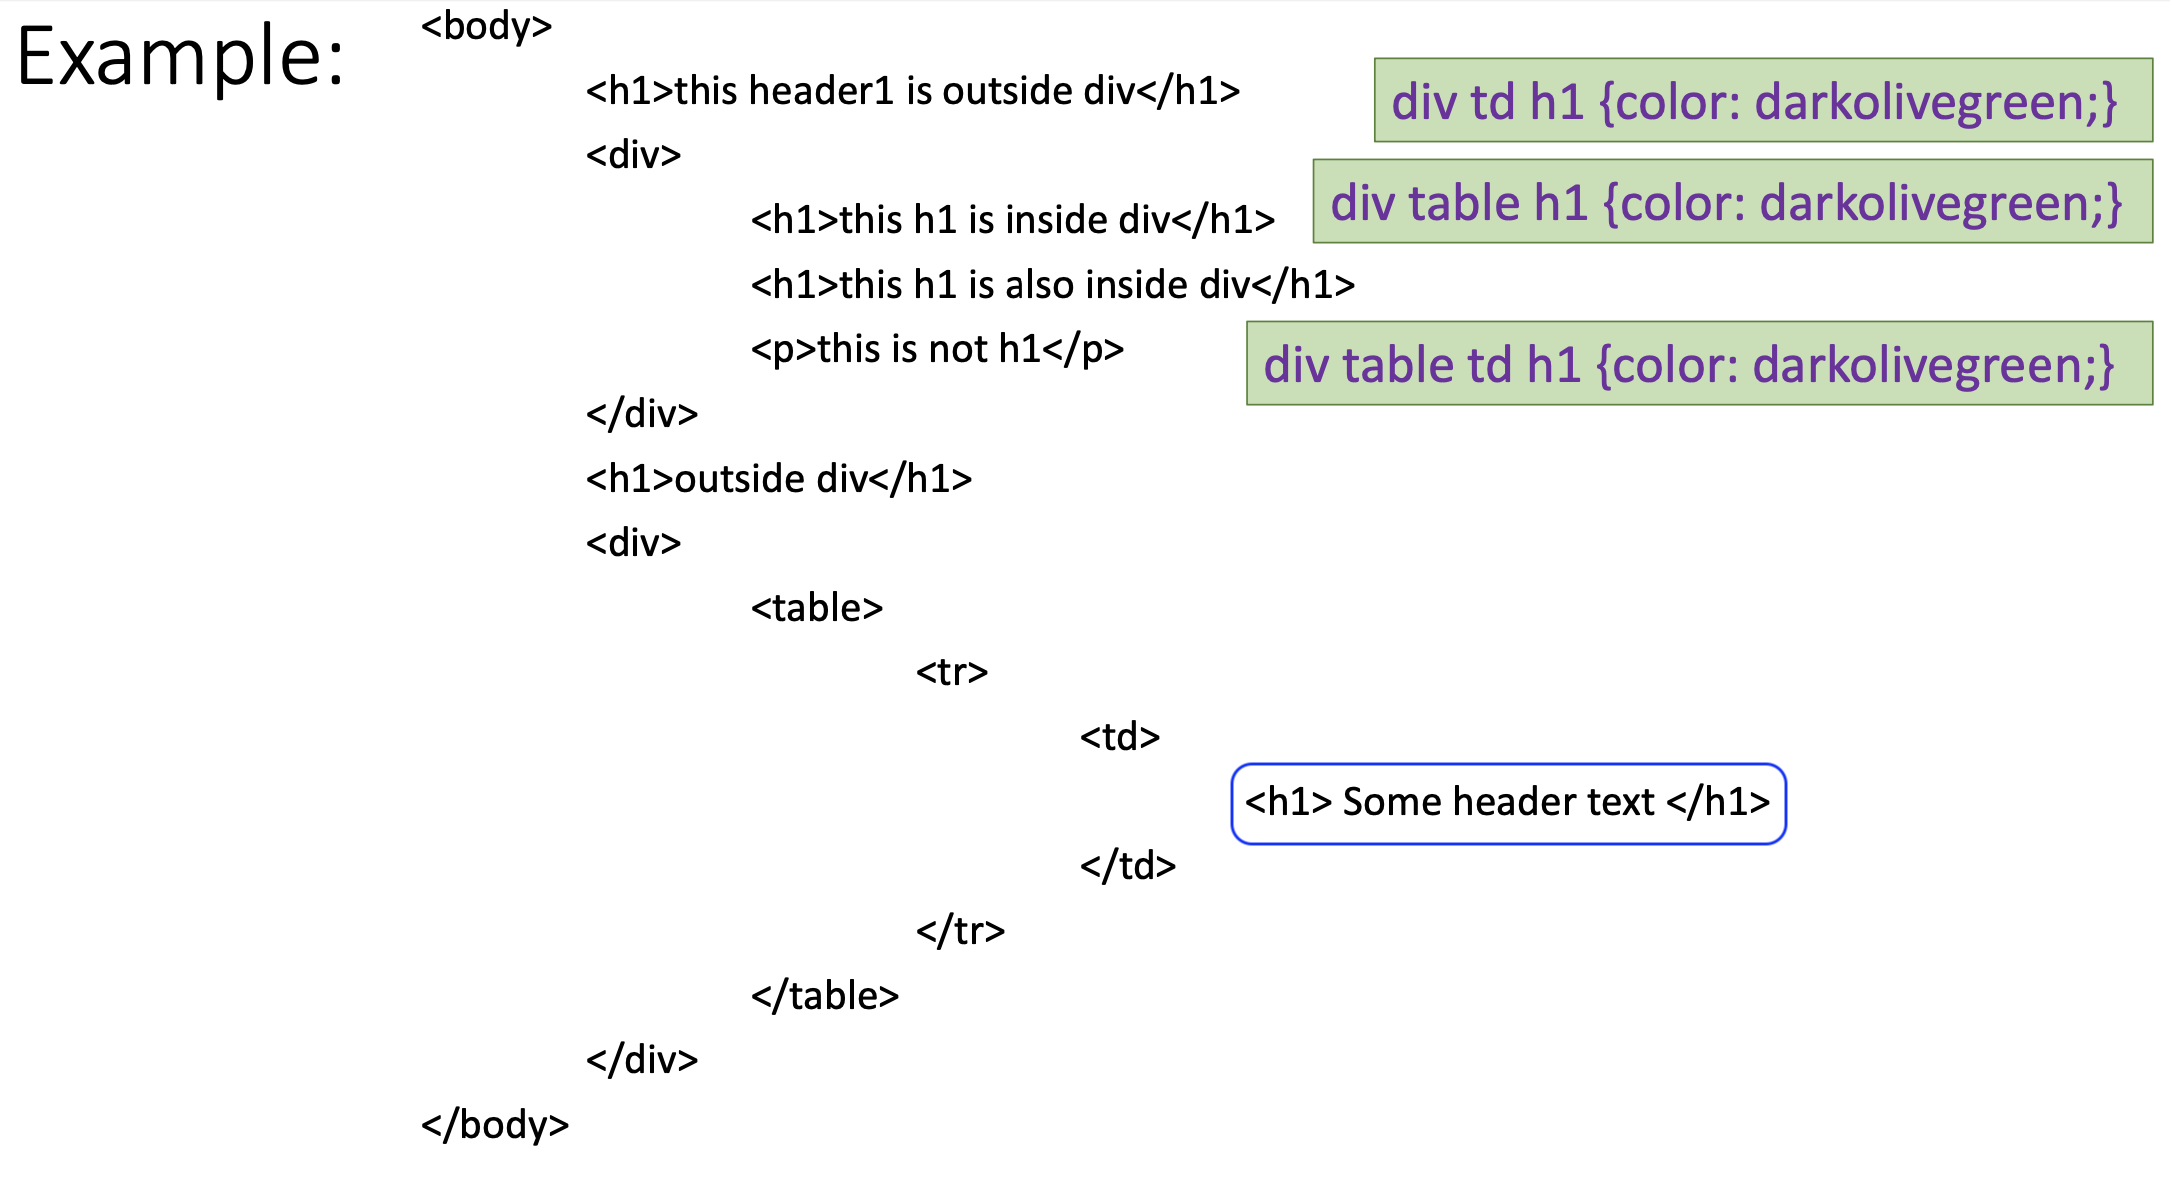 Example:
<body>
<h1>this header1 is outside div</h1>
div td h1 {color: darkolivegreen;}
<div>
div table h1 {color: darkolivegreen;}
<h1>this h1 is inside div</h1>
<h1>this h1 is also inside div</h1>
<p>this is not h1</p>
div table td h1 {color: darkolivegreen;}
</div>
<h1>outside div</h1>
<div>
<table>
<tr>
<td>
<h1> Some header text </h1>
</td>
</tr>
</table>
</div>
</body>